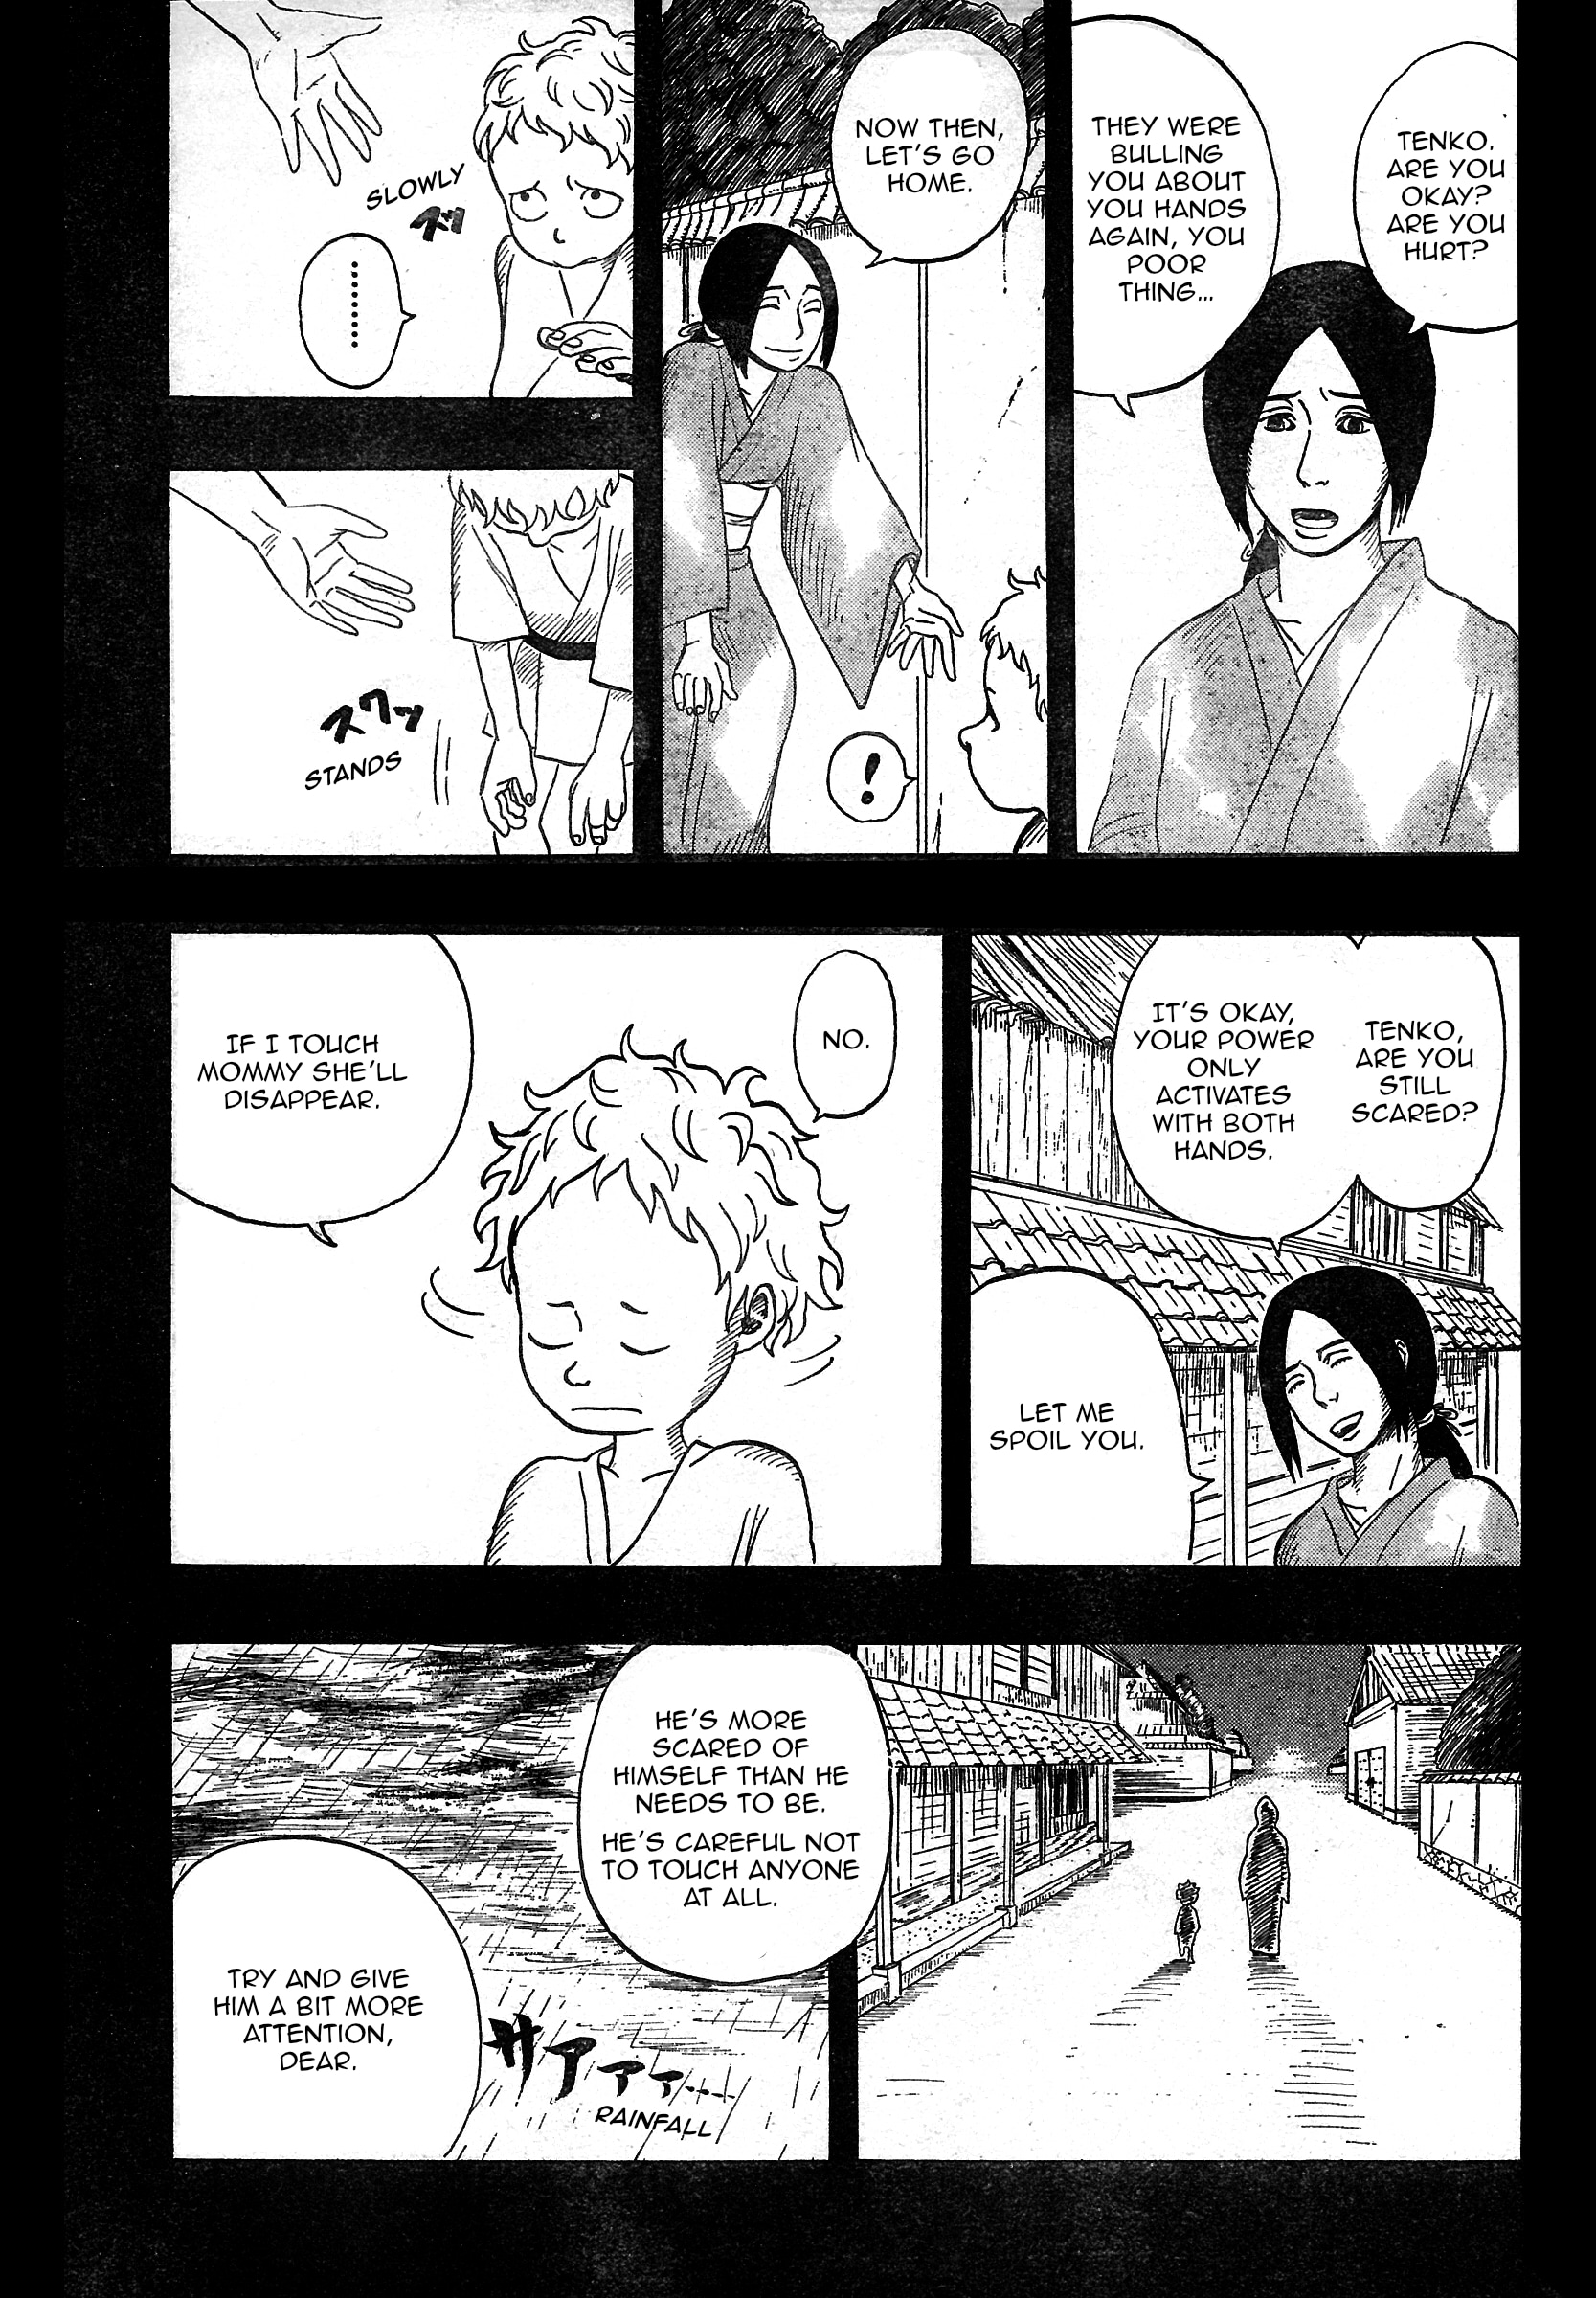 TENKO.
ARE YOU
OKAY?
ARE YOU
HURT?
THEY WERE
BULLING
YOU ABOUT
YOU HANDS
AGAIN, YOU
POOR
THING...
NOW THEN,
LET'S GO
HOME.
!
SLOWLY
スッ
.........
スクッ
STANDS
TENKO,
ARE YOU
STILL
SCARED?
IT'S OKAY,
YOUR POWER
ONLY
ACTIVATES
WITH BOTH
HANDS.
LET ME
SPOIL YOU.
NO.
IF I TOUCH
MOMMY SHE'LL
DISAPPEAR.
HE'S MORE
SCARED OF
HIMSELF THAN HE
NEEDS TO BE.
HE'S CAREFUL NOT
TO TOUCH ANYONE
AT ALL.
サアァァ...
RAINFALL
TRY AND GIVE
HIM A BIT MORE
ATTENTION,
DEAR.